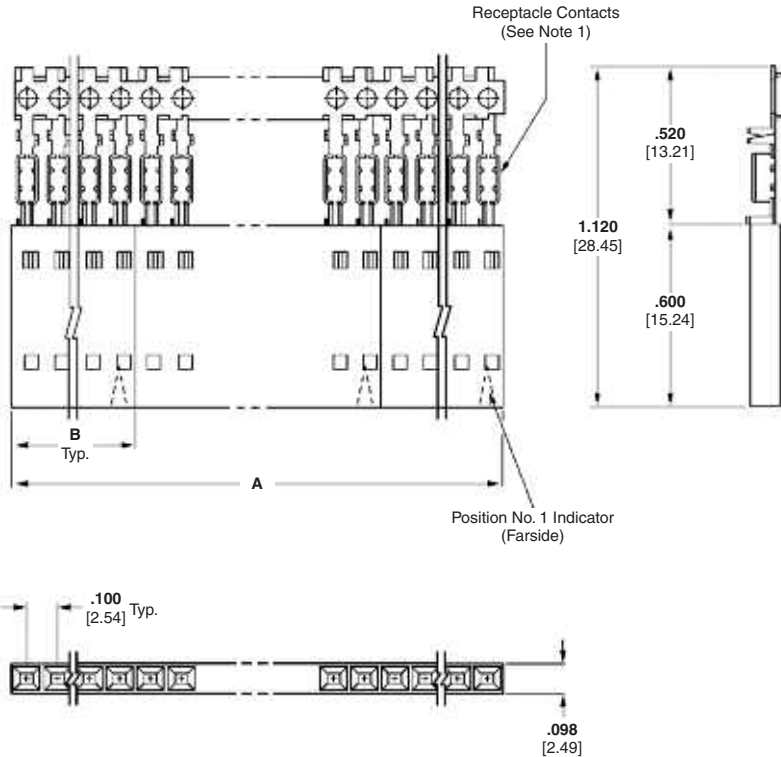 Receptacle Contacts
(See Note 1)
.520
[13.21]
1.120
[28.45]
.600
[15.24]
B
Typ.
A
Position No. 1 Indicator
(Farside)
.100
[2.54] Typ.
.098
[2.49]